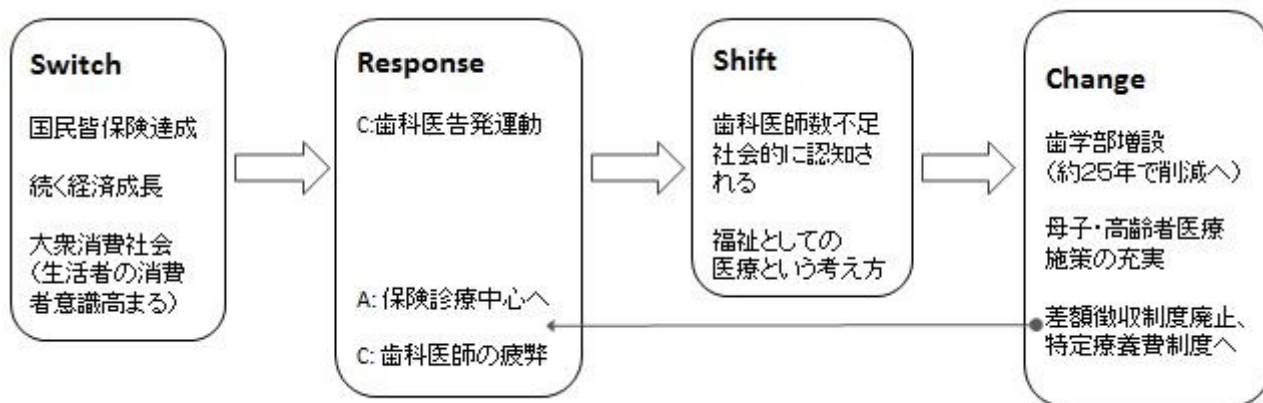 Switch
国民皆保険達成
続く経済成長
大衆消費社会
(生活者の消費
者意識高まる)
Response
C:歯科医告発運動
A: 保険診療中心へ
C: 歯科医師の疲弊
Shift
歯科医師数不足
社会的に認知さ
れる
福祉としての
医療という考え方
Change
歯学部増設
(約25年で削減へ)
母子・高齢者医療
施策の充実
差額徴収制度廃止、
特定療養費制度へ